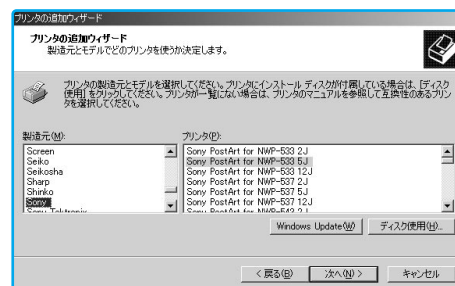 プリンタの追加ウィザード
プリンタの追加ウィザード
製造元とモデルでどのプリンタを使うか決定します。
プリンタの製造元とモデルを選択してください。プリンタにインストール ディスクが付属している場合は、[ディスク
使用] をクリックしてください。プリンタが一覧にない場合は、プリンタのマニュアルを参照して互換性のあるプリン
タを選択してください。
製造元(M):
Screen
Seiko
Seikosha
Sharp
Shinko
Sony
Sony Tektronix
プリンタ(P):
Sony PostArt for NWP-533 2J
Sony PostArt for NWP-533 5J
Sony PostArt for NWP-533 12J
Sony PostArt for NWP-537 2J
Sony PostArt for NWP-537 5J
Sony PostArt for NWP-537 12J
Sony PostArt for NWP-543 2J
Windows Update(W)
ディスク使用(H)...
< 戻る(B)
次へ(N) >
キャンセル